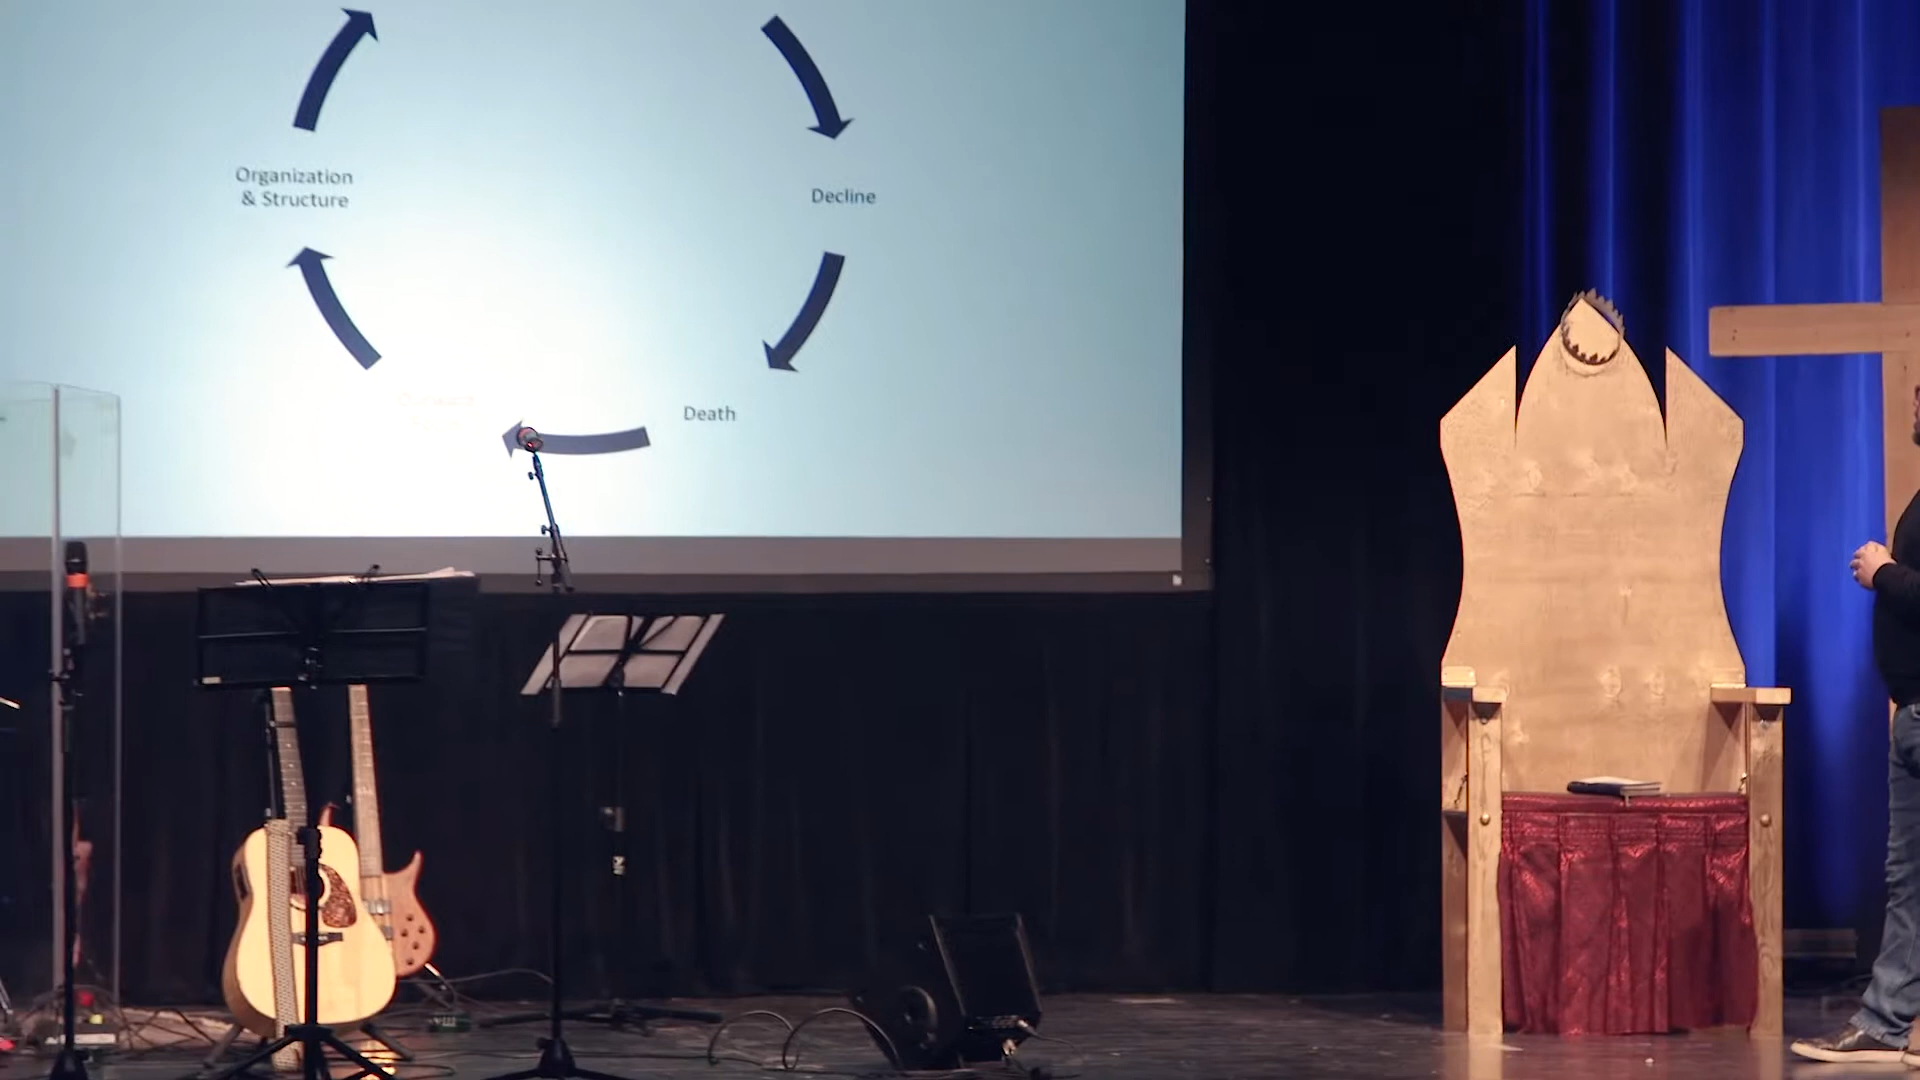 Organization
& Structure
Decline
Death